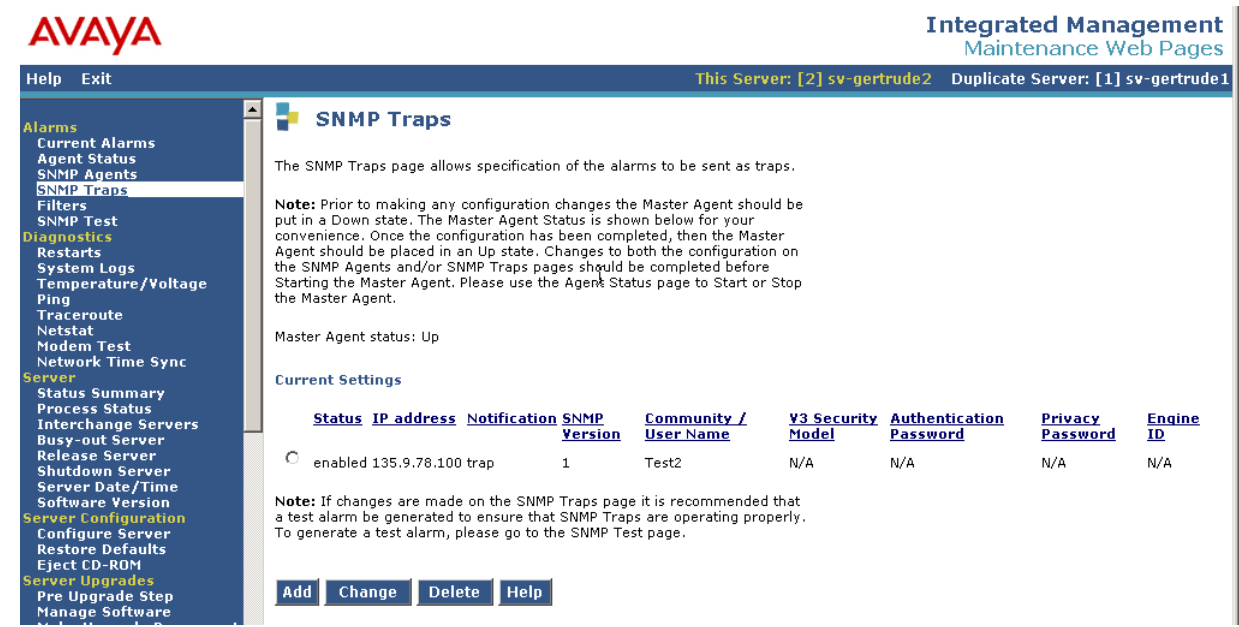 AVAYA
Integrated Management
Maintenance Web Pages
Help Exit
This Server: [2] sv-gertrude2 Duplicate Server: [1] sv-gertrude1
Alarms
Current Alarms
Agent Status
SNMP Agents
SNMP Traps
Filters
SNMP Test
Diagnostics
Restarts
System Logs
Temperature/Voltage
Ping
Traceroute
Netstat
Modem Test
Network Time Sync
Server
Status Summary
Process Status
Interchange Servers
Busy-out Server
Release Server
Shutdown Server
Server Date/Time
Software Version
Server Configuration
Configure Server
Restore Defaults
Eject CD-ROM
Server Upgrades
Pre Upgrade Step
Manage Software
SNMP Traps
The SNMP Traps page allows specification of the alarms to be sent as traps.
Note: Prior to making any configuration changes the Master Agent should be
put in a Down state. The Master Agent Status is shown below for your
convenience. Once the configuration has been completed, then the Master
Agent should be placed in an Up state. Changes to both the configuration on
the SNMP Agents and/or SNMP Traps pages should be completed before
Starting the Master Agent. Please use the Agent Status page to Start or Stop
the Master Agent.
Master Agent status: Up
Current Settings
Status IP address Notification SNMP Version Community / User Name V3 Security Model Authentication Password Privacy Password Engine ID
enabled 135.9.78.100 trap 1 Test2 N/A N/A N/A N/A
Note: If changes are made on the SNMP Traps page it is recommended that
a test alarm be generated to ensure that SNMP Traps are operating properly.
To generate a test alarm, please go to the SNMP Test page.
Add Change Delete Help